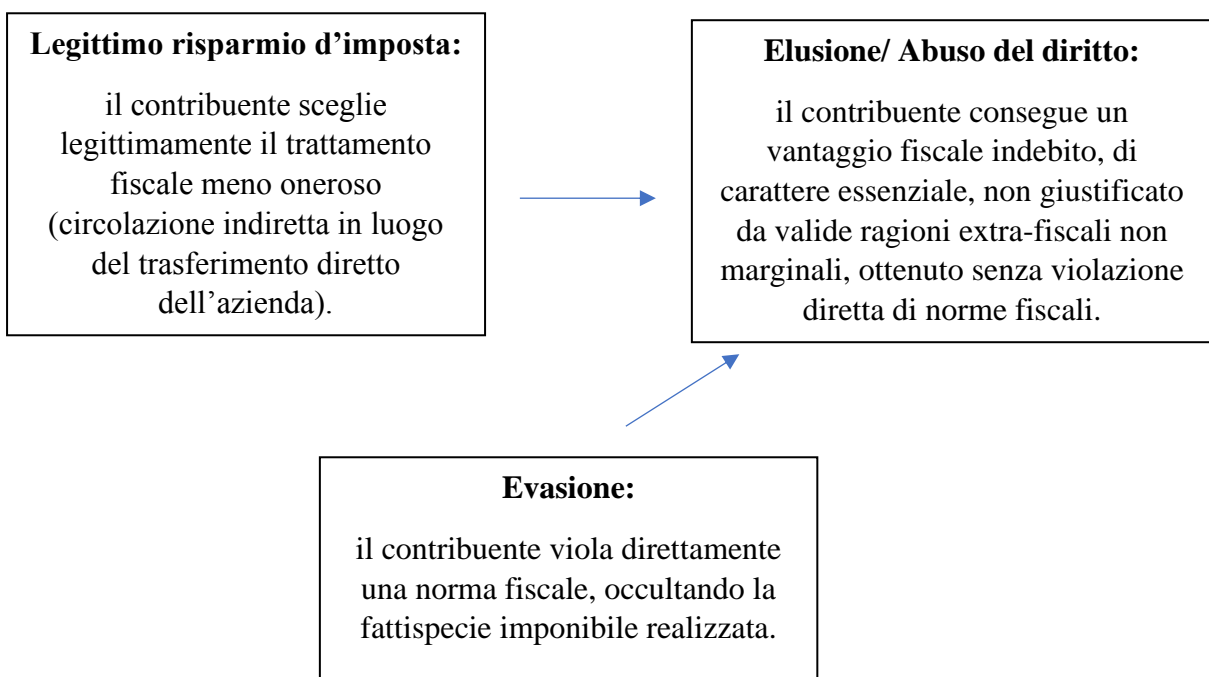 Legittimo risparmio d’imposta:
il contribuente sceglie
legittimamente il trattamento
fiscale meno oneroso
(circolazione indiretta in luogo
del trasferimento diretto
dell’azienda).
Elusione/ Abuso del diritto:
il contribuente consegue un
vantaggio fiscale indebito, di
carattere essenziale, non giustificato
da valide ragioni extra-fiscali non
marginali, ottenuto senza violazione
diretta di norme fiscali.
Evasione:
il contribuente viola direttamente
una norma fiscale, occultando la
fattispecie imponibile realizzata.